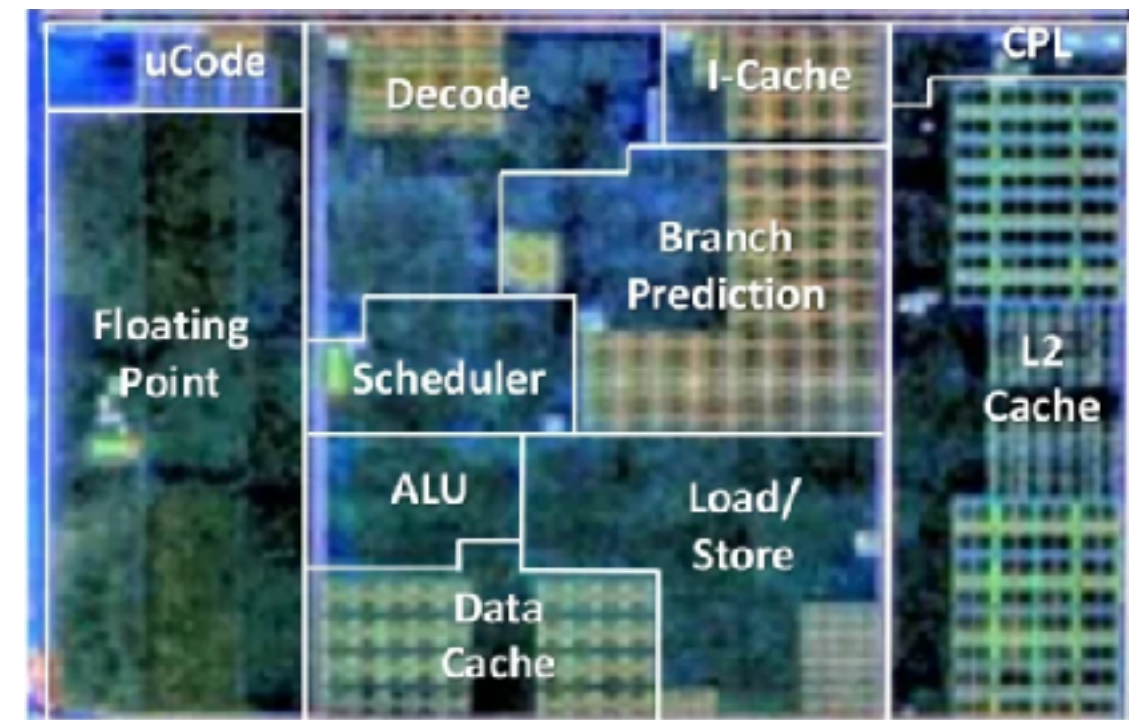 uCode
Decode
I-Cache
CPL
Branch
Prediction
Floating
Point
Scheduler
L2
Cache
ALU
Load/
Store
Data
Cache